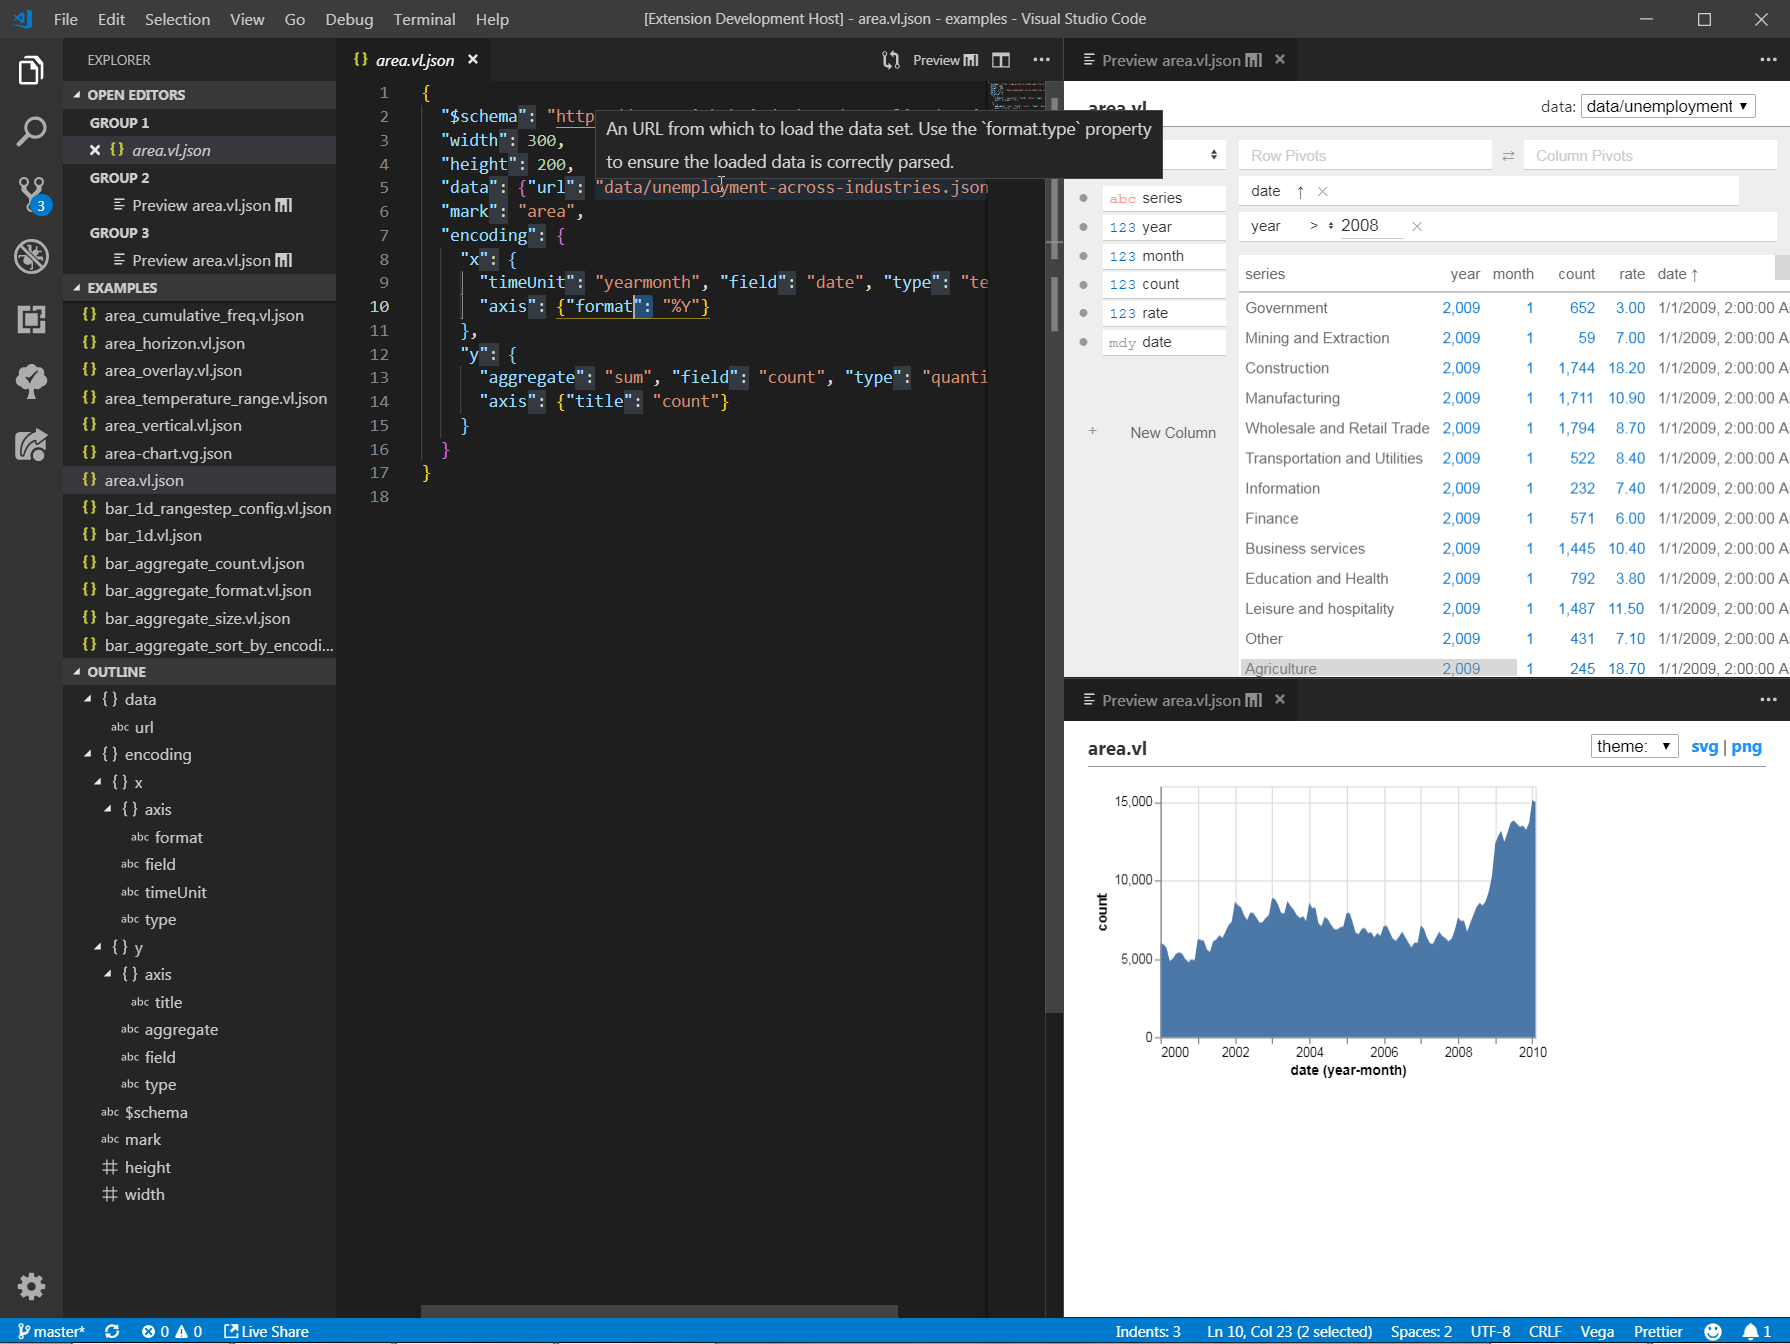 File Edit Selection View Go Debug Terminal Help [Extension Development Host] - area.vl.json - examples - Visual Studio Code
EXPLORER
OPEN EDITORS
GROUP 1
area.vl.json
GROUP 2
Preview area.vl.json
GROUP 3
Preview area.vl.json
3
EXAMPLES
{} area_cumulative_freq.vl.json
{} area_horizon.vl.json
{} area_overlay.vl.json
{} area_temperature_range.vl.json
{} area_vertical.vl.json
{} area-chart.vg.json
{} area.vl.json
{} bar_1d_rangestep_config.vl.json
{} bar_1d.vl.json
{} bar_aggregate_count.vl.json
{} bar_aggregate_format.vl.json
{} bar_aggregate_size.vl.json
{} bar_aggregate_sort_by_encodi...
OUTLINE
{} data
abc url
{} encoding
{} x
{} axis
abc format
abc field
abc timeUnit
abc type
{} y
{} axis
abc title
abc aggregate
abc field
abc type
abc $schema
abc mark
# height
# width
{} area.vl.json × Preview ···
1 {
2 "$schema": "http
3 "width": 300,
4 "height": 200,
5 "data": {"url": "data/unemployment-across-industries.json
6 "mark": "area",
7 "encoding": {
8 "x": {
9 "timeUnit": "yearmonth", "field": "date", "type": "te
10 "axis": {"format": "%Y"}
11 },
12 "y": {
13 "aggregate": "sum", "field": "count", "type": "quanti
14 "axis": {"title": "count"}
15 }
16 }
17 }
18
An URL from which to load the data set. Use the `format.type` property
to ensure the loaded data is correctly parsed.
Preview area.vl.json × ···
area.vl data: data/unemployment
Row Pivots Column Pivots
date ↑ ×
year > 2008 ×
abc series
123 year
123 month
123 count
123 rate
mdy date
+ New Column
series year month count rate date ↑
Government 2,009 1 652 3.00 1/1/2009, 2:00:00 A
Mining and Extraction 2,009 1 59 7.00 1/1/2009, 2:00:00 A
Construction 2,009 1 1,744 18.20 1/1/2009, 2:00:00 A
Manufacturing 2,009 1 1,711 10.90 1/1/2009, 2:00:00 A
Wholesale and Retail Trade 2,009 1 1,794 8.70 1/1/2009, 2:00:00 A
Transportation and Utilities 2,009 1 522 8.40 1/1/2009, 2:00:00 A
Information 2,009 1 232 7.40 1/1/2009, 2:00:00 A
Finance 2,009 1 571 6.00 1/1/2009, 2:00:00 A
Business services 2,009 1 1,445 10.40 1/1/2009, 2:00:00 A
Education and Health 2,009 1 792 3.80 1/1/2009, 2:00:00 A
Leisure and hospitality 2,009 1 1,487 11.50 1/1/2009, 2:00:00 A
Other 2,009 1 431 7.10 1/1/2009, 2:00:00 A
Agriculture 2,009 1 245 18.70 1/1/2009, 2:00:00 A
Preview area.vl.json × ···
area.vl theme: svg | png
15,000
10,000
5,000
0
count
2000 2002 2004 2006 2008 2010
date (year-month)
master* 0 0 Live Share Indents: 3 Ln 10, Col 23 (2 selected) Spaces: 2 UTF-8 CRLF Vega Prettier 1